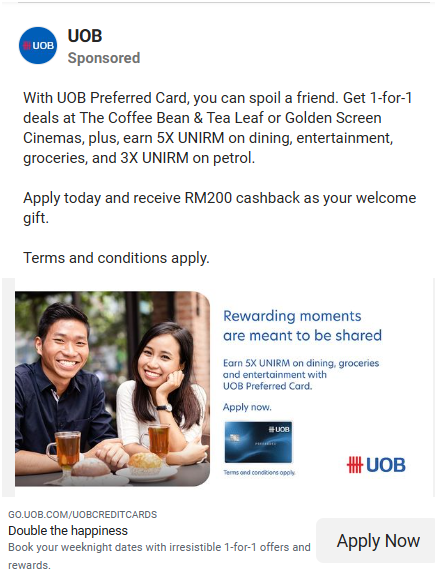 UOB
UOB
Sponsored
With UOB Preferred Card, you can spoil a friend. Get 1-for-1
deals at The Coffee Bean & Tea Leaf or Golden Screen
Cinemas, plus, earn 5X UNIRM on dining, entertainment,
groceries, and 3X UNIRM on petrol.
Apply today and receive RM200 cashback as your welcome
gift.
Terms and conditions apply.
Rewarding moments
are meant to be shared
Earn 5X UNIRM on dining, groceries
and entertainment with
UOB Preferred Card.
Apply now.
UOB
PREFERRED
Terms and conditions apply.
UOB
GO.UOB.COM/UOBCREDITCARDS
Double the happiness
Book your weeknight dates with irresistible 1-for-1 offers and
rewards.
Apply Now